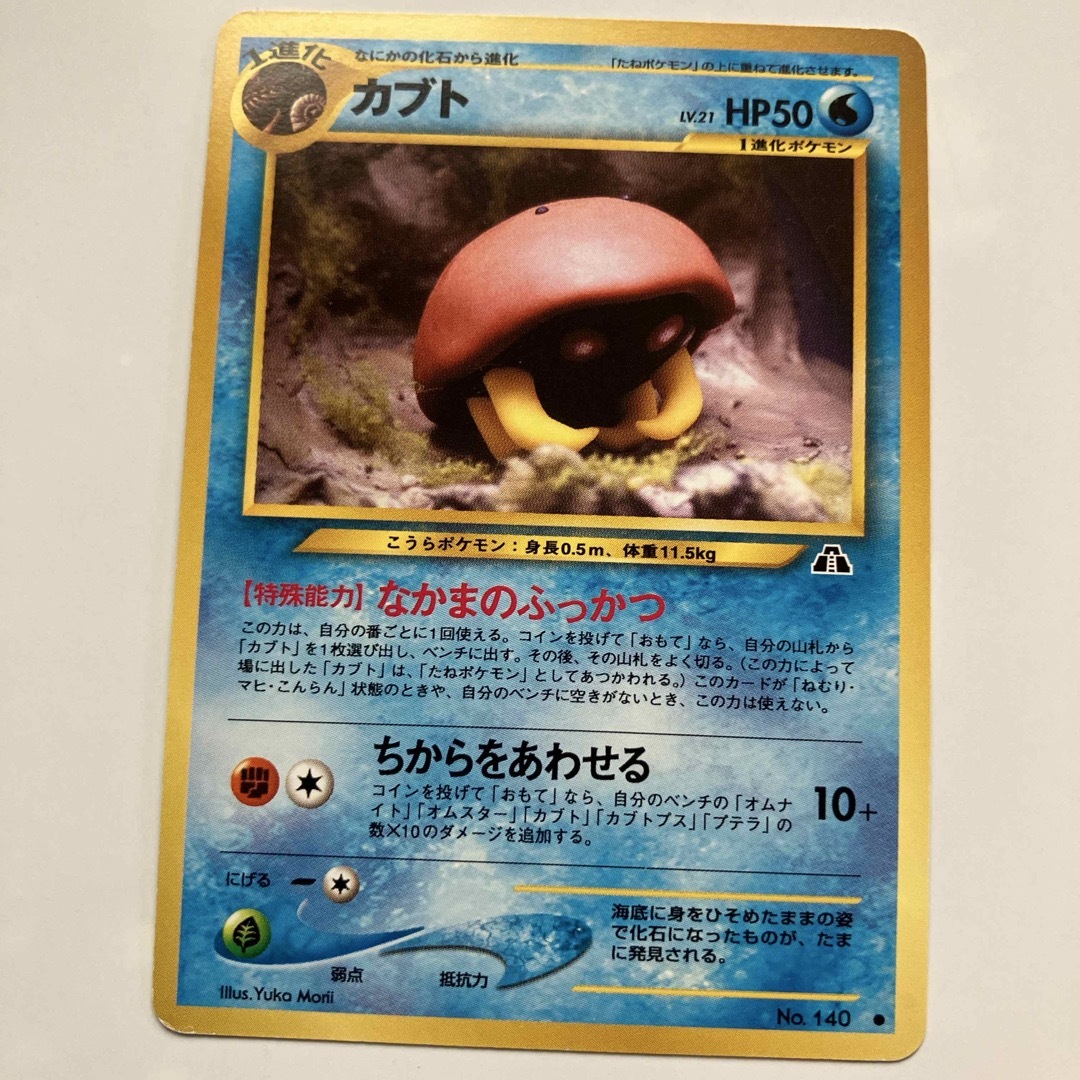 1進化
なにかの化石から進化
「たねポケモン」の上に重ねて進化させます。
カブト
LV.21 HP50
1進化ポケモン
こうらポケモン：身長0.5m、体重11.5kg
【特殊能力】なかまのふっかつ
この力は、自分の番ごとに1回使える。コインを投げて「おもて」なら、自分の山札から
「カブト」を1枚選び出し、ベンチに出す。その後、その山札をよく切る。（この力によって
場に出した「カブト」は、「たねポケモン」としてあつかわれる。）このカードが「ねむり・
マヒ・こんらん」状態のときや、自分のベンチに空きがないとき、この力は使えない。
ちからをあわせる
コインを投げて「おもて」なら、自分のベンチの「オムナ
イト」「オムスター」「カブト」「カブトプス」「プテラ」の
数×10のダメージを追加する。
10+
にげる
弱点
抵抗力
海底に身をひそめたままの姿
で化石になったものが、たま
に発見される。
Illus.Yuka Morii
No. 140 ●